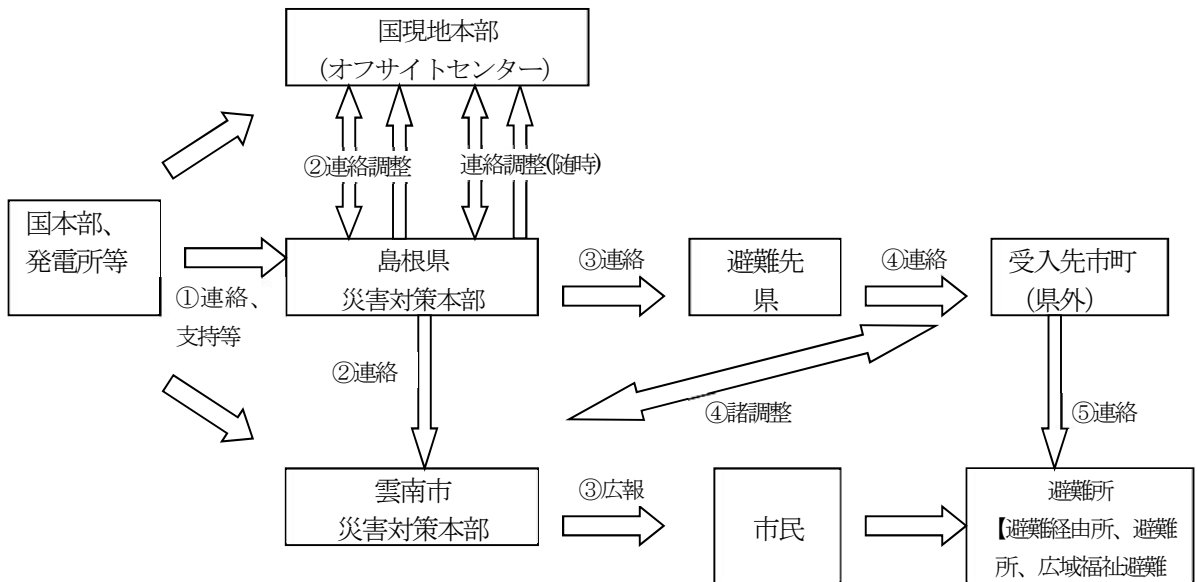 国現地本部
(オフサイトセンター)
②連絡調整
連絡調整(随時)
国本部、
発電所等
①連絡、
支持等
島根県
災害対策本部
③連絡
避難先
県
④連絡
受入先市町
(県外)
②連絡
④諸調整
⑤連絡
雲南市
災害対策本部
③広報
市民
避難所
【避難経由所、避難
所、広域福祉避難